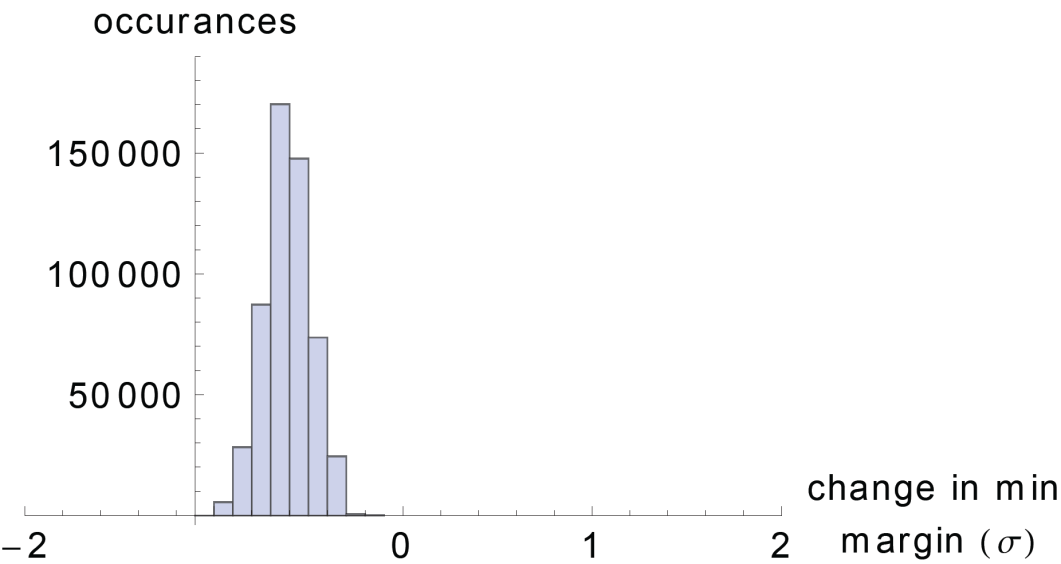 occurances
150 000
100 000
50 000
change in min
margin (σ)
−2
0
1
2